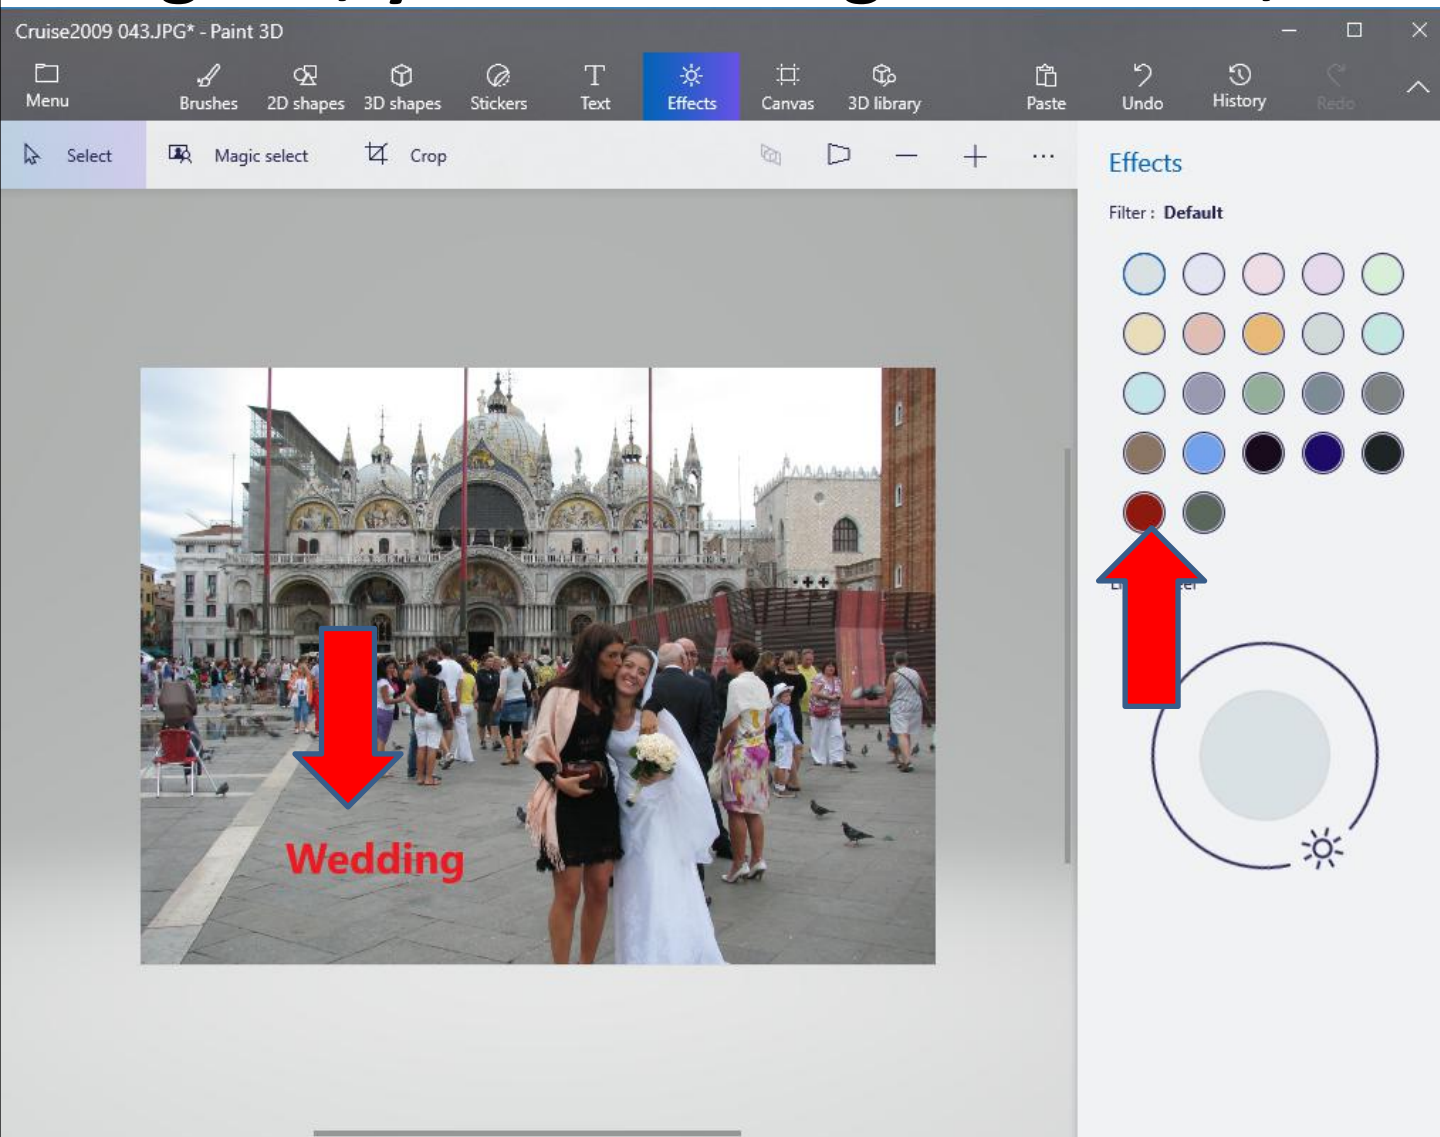 Cruise2009 043.JPG* - Paint 3D
Menu Brushes 2D shapes 3D shapes Stickers Text Effects Canvas 3D library Paste Undo History Redo
Select Magic select Crop
Effects
Filter : Default
Wedding